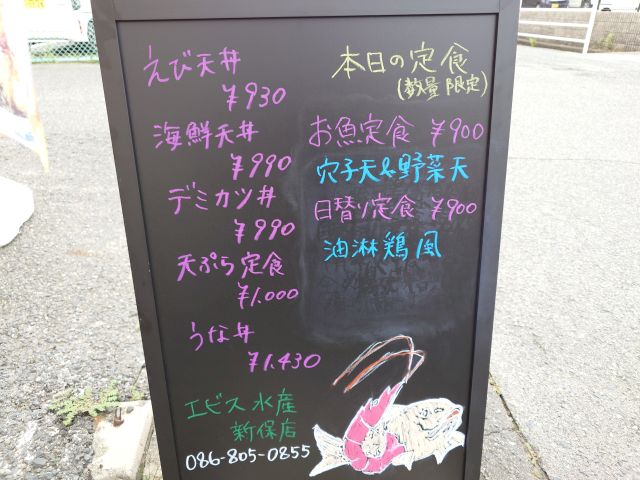 えび天丼
¥930
海鮮天丼
¥990
デミカツ丼
¥990
天ぷら定食
¥1.000
うな丼
¥1.430
エビス水産
新保店
086-805-0855
本日の定食
(数量限定)
お魚定食 ¥900
穴子天&野菜天
日替り定食 ¥900
油淋鶏風